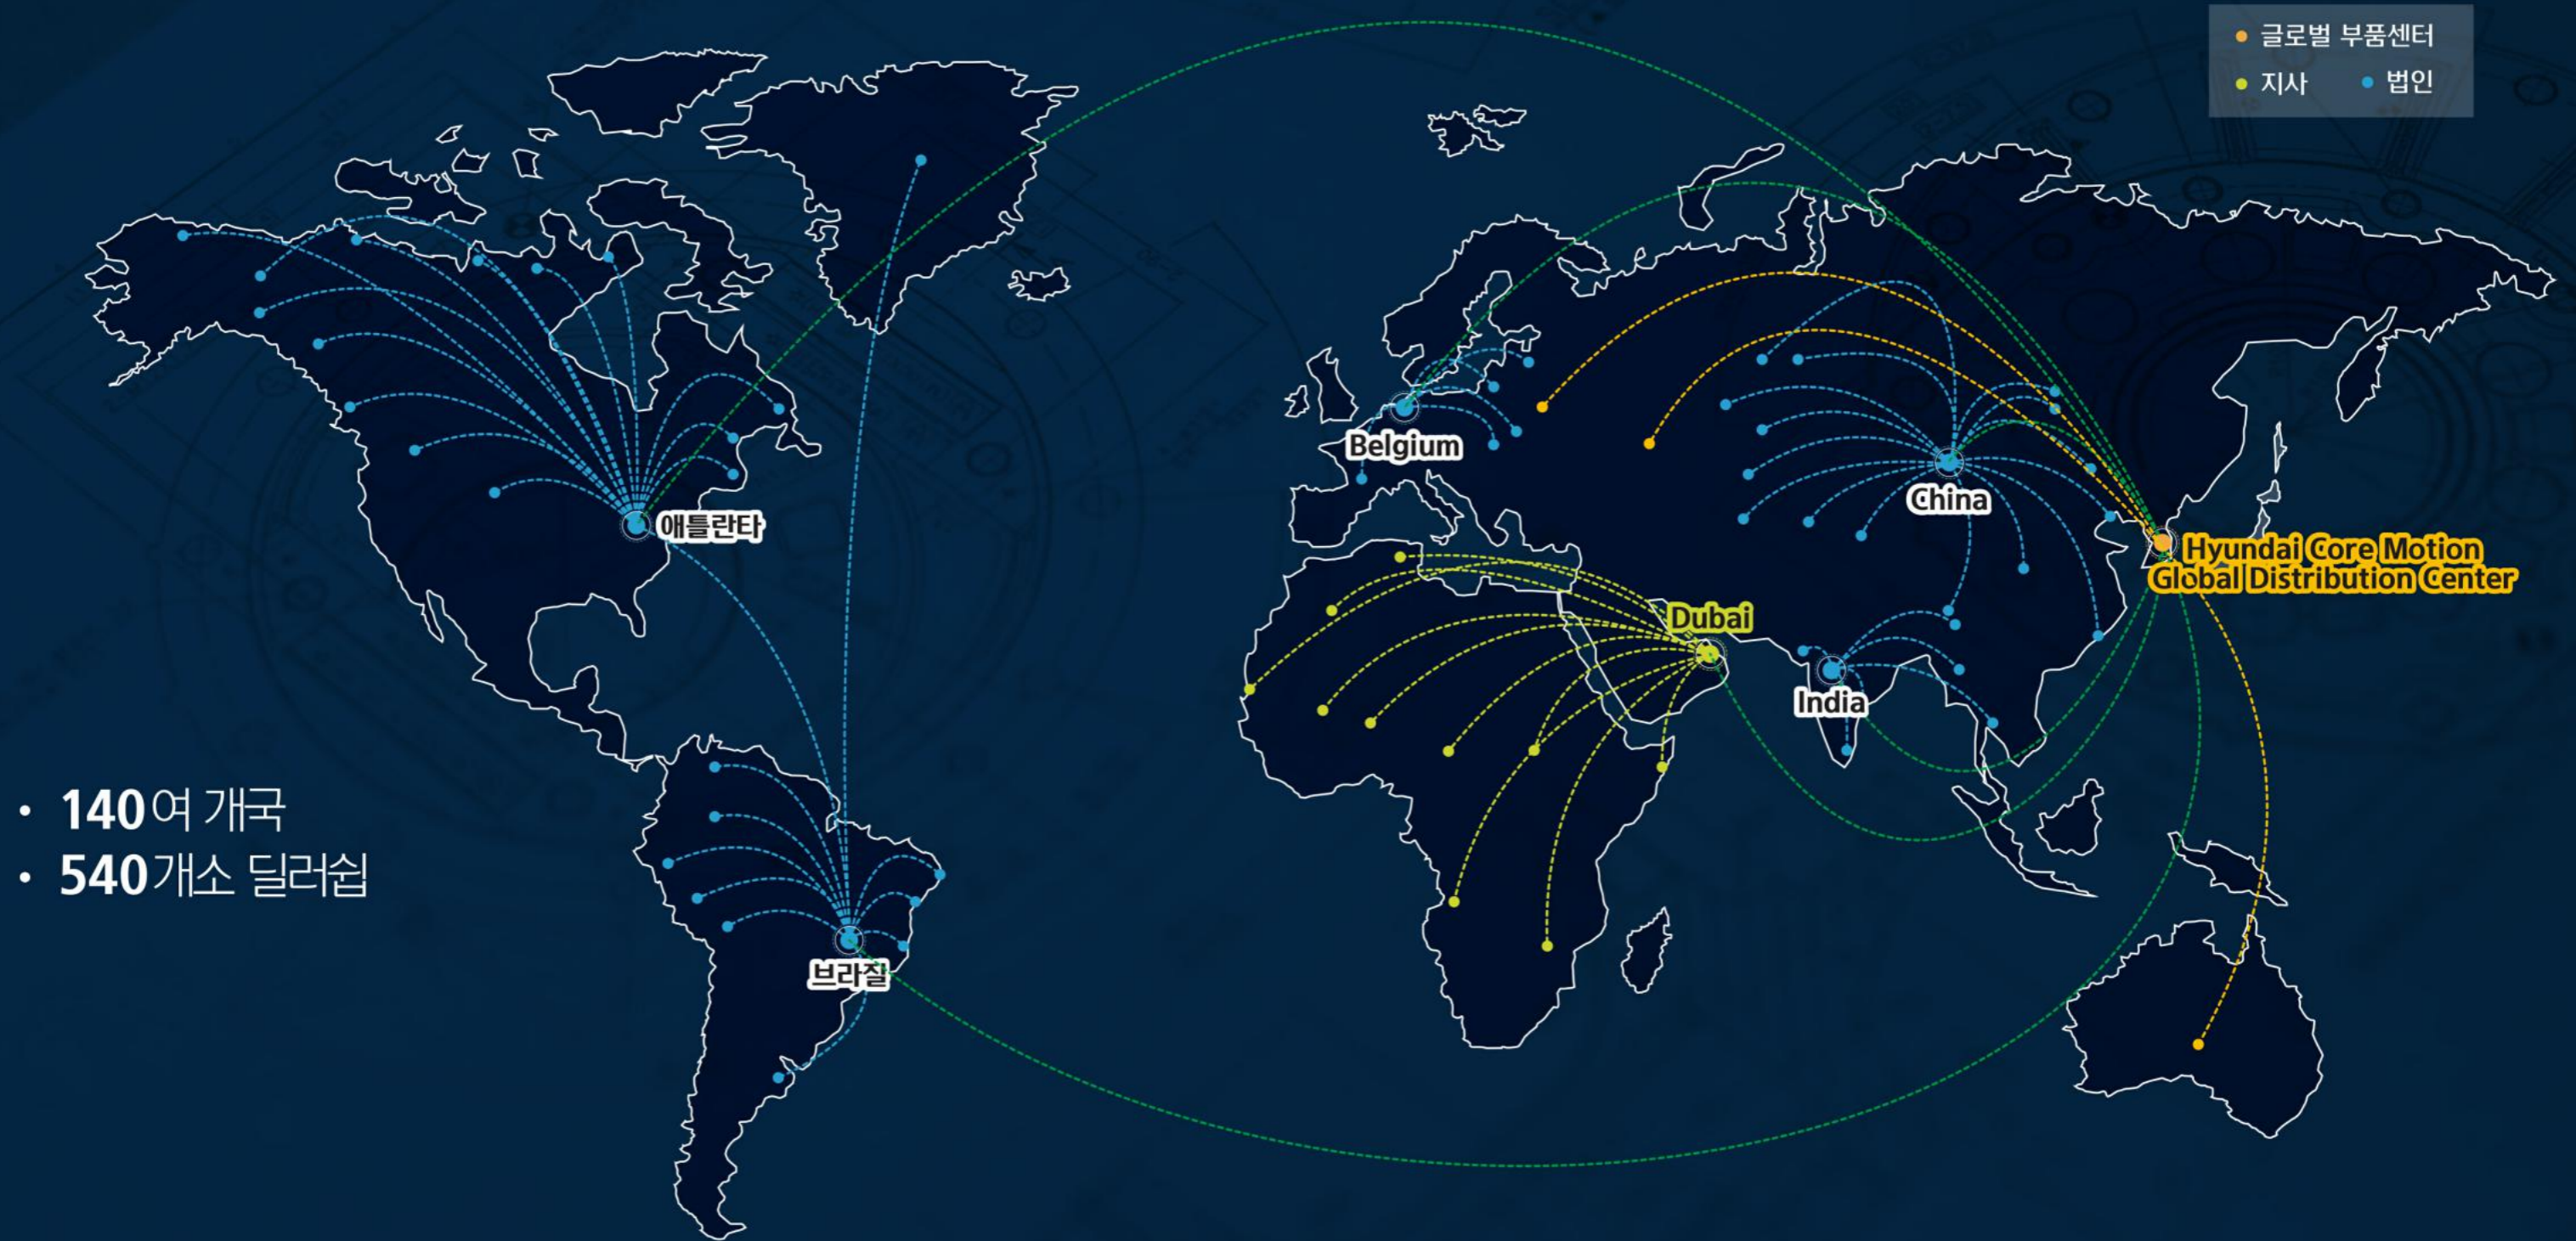 글로벌 부품센터
지사
법인
Belgium
China
애틀란타
Hyundai Core Motion
Global Distribution Center
Dubai
India
• 140여 개국
• 540개소 딜러쉽
브라질